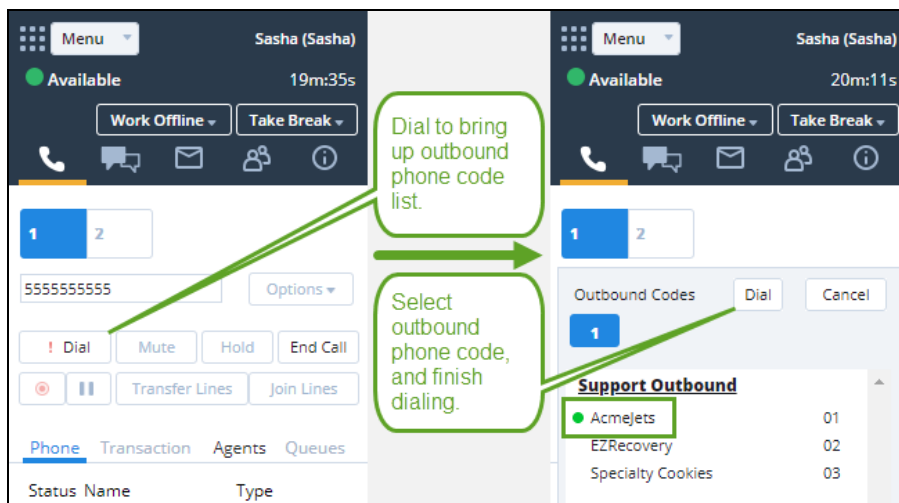 Menu
Sasha (Sasha)
Available
19m:35s
Work Offline
Take Break
1
2
5555555555
Options
! Dial
Mute
Hold
End Call
Transfer Lines
Join Lines
Phone
Transaction
Agents
Queues
Status Name
Type
Dial to bring
up outbound
phone code
list.
Select
outbound
phone code,
and finish
dialing.
Menu
Sasha (Sasha)
Available
20m:11s
Work Offline
Take Break
1
2
Outbound Codes
Dial
Cancel
1
Support Outbound
AcmeJets 01
EZRecovery 02
Specialty Cookies 03